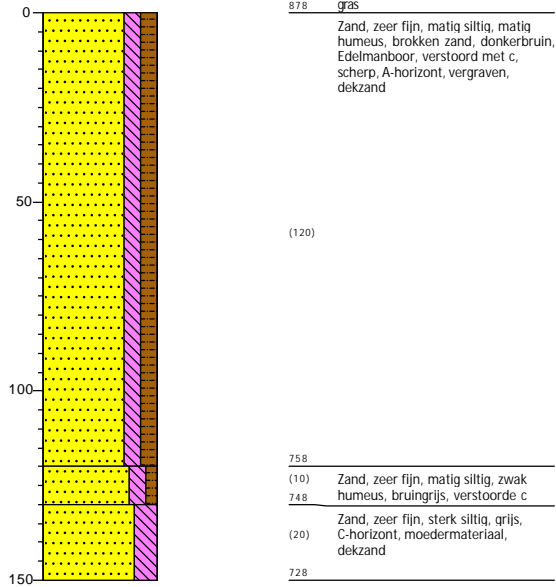 0
878 gras
Zand, zeer fijn, matig siltig, matig
humeus, brokken zand, donkerbruin,
Edelmanboor, verstoord met c,
scherp, A-horizont, vergraven,
dekzand
50
(120)
100
758
(10) Zand, zeer fijn, matig siltig, zwak
748 humeus, bruingrijs, verstoorde c
Zand, zeer fijn, sterk siltig, grijs,
(20) C-horizont, moedermateriaal,
dekzand
150 728